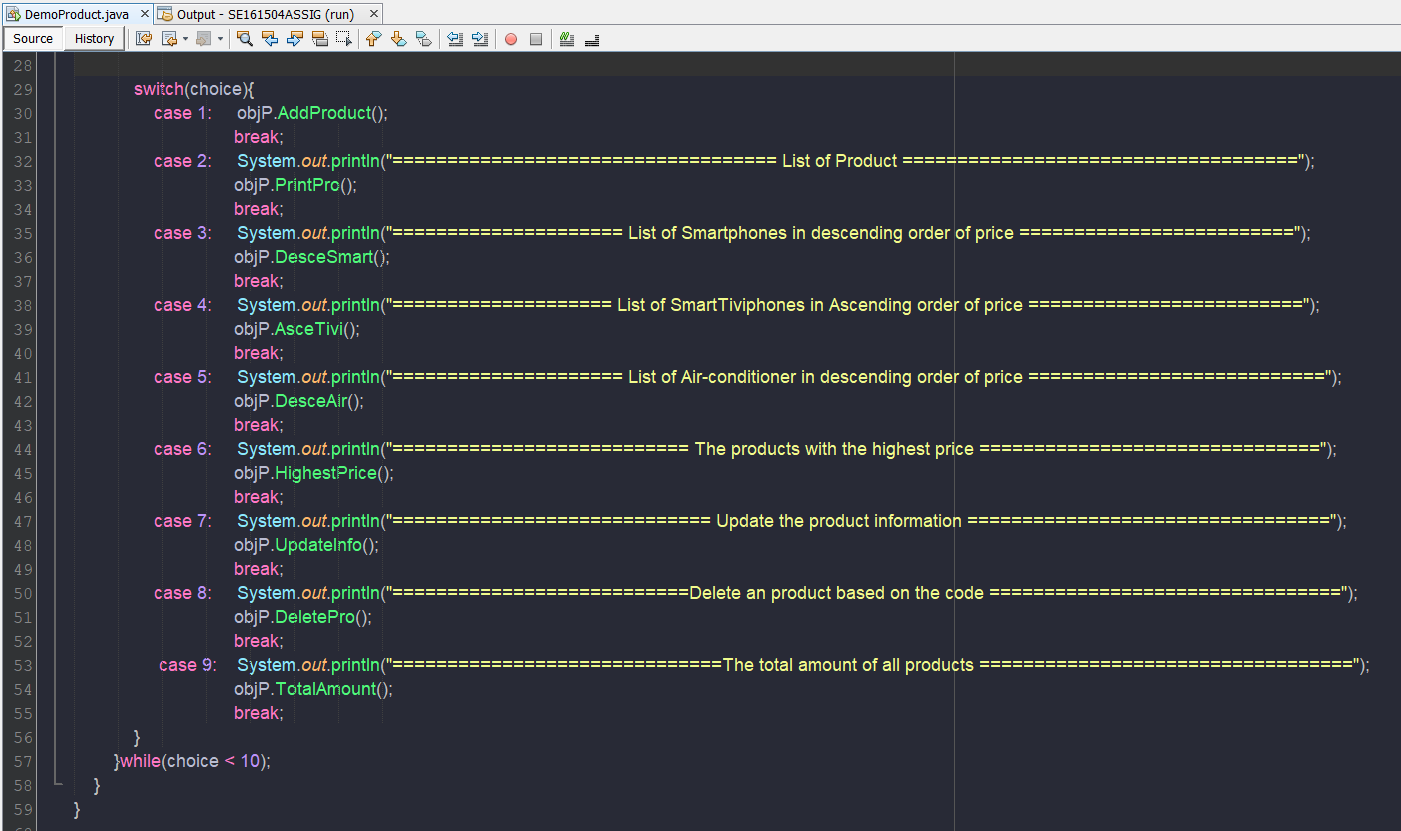 DemoProduct.java × Output - SE161504ASSIG (run) ×
Source History
28
29 switch(choice){
30 case 1: objP.AddProduct();
31 break;
32 case 2: System.out.println("=================================== List of Product ====================================");
33 objP.PrintPro();
34 break;
35 case 3: System.out.println("===================== List of Smartphones in descending order of price =========================");
36 objP.DesceSmart();
37 break;
38 case 4: System.out.println("==================== List of SmartTiviphones in Ascending order of price =========================");
39 objP.AsceTivi();
40 break;
41 case 5: System.out.println("===================== List of Air-conditioner in descending order of price ===========================");
42 objP.DesceAir();
43 break;
44 case 6: System.out.println("=========================== The products with the highest price ===============================");
45 objP.HighestPrice();
46 break;
47 case 7: System.out.println("============================= Update the product information =================================");
48 objP.UpdateInfo();
49 break;
50 case 8: System.out.println("===========================Delete an product based on the code ================================");
51 objP.DeletePro();
52 break;
53 case 9: System.out.println("==============================The total amount of all products ==================================");
54 objP.TotalAmount();
55 break;
56 }
57 }while(choice < 10);
58 }
59 }